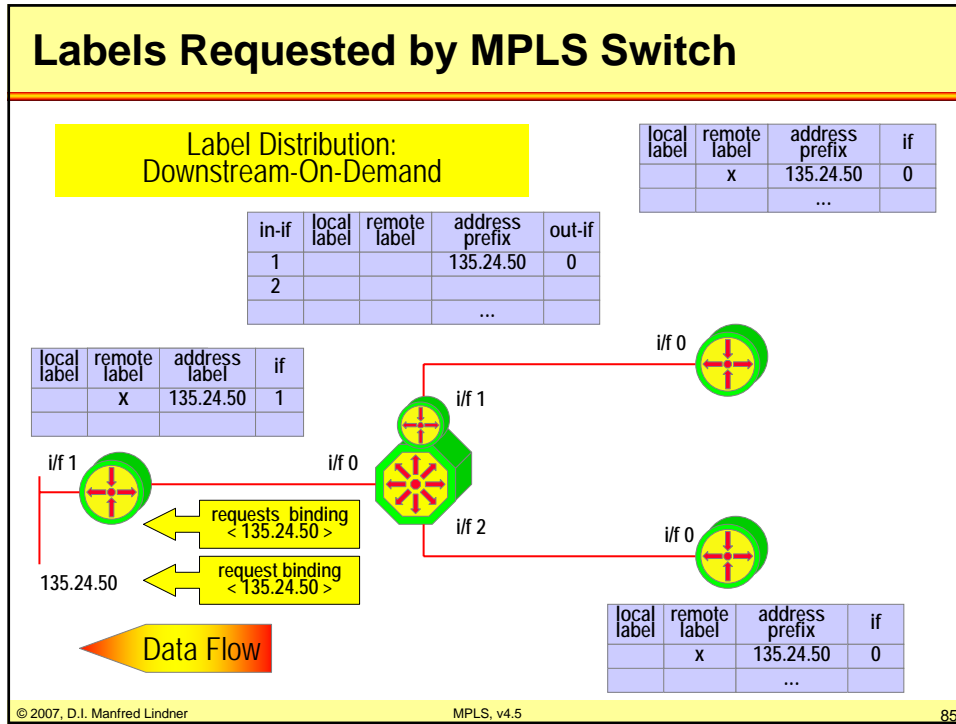 Labels Requested by MPLS Switch
Label Distribution:
Downstream-On-Demand
local label remote label address prefix if
x 135.24.50 0
...
in-if local label remote label address prefix out-if
1 135.24.50 0
2
...
local label remote label address label if
x 135.24.50 1
i/f 0
i/f 1
i/f 1
i/f 0
requests binding
< 135.24.50 >
i/f 2
i/f 0
request binding
< 135.24.50 >
135.24.50
Data Flow
local label remote label address prefix if
x 135.24.50 0
...
© 2007, D.I. Manfred Lindner
MPLS, v4.5
85